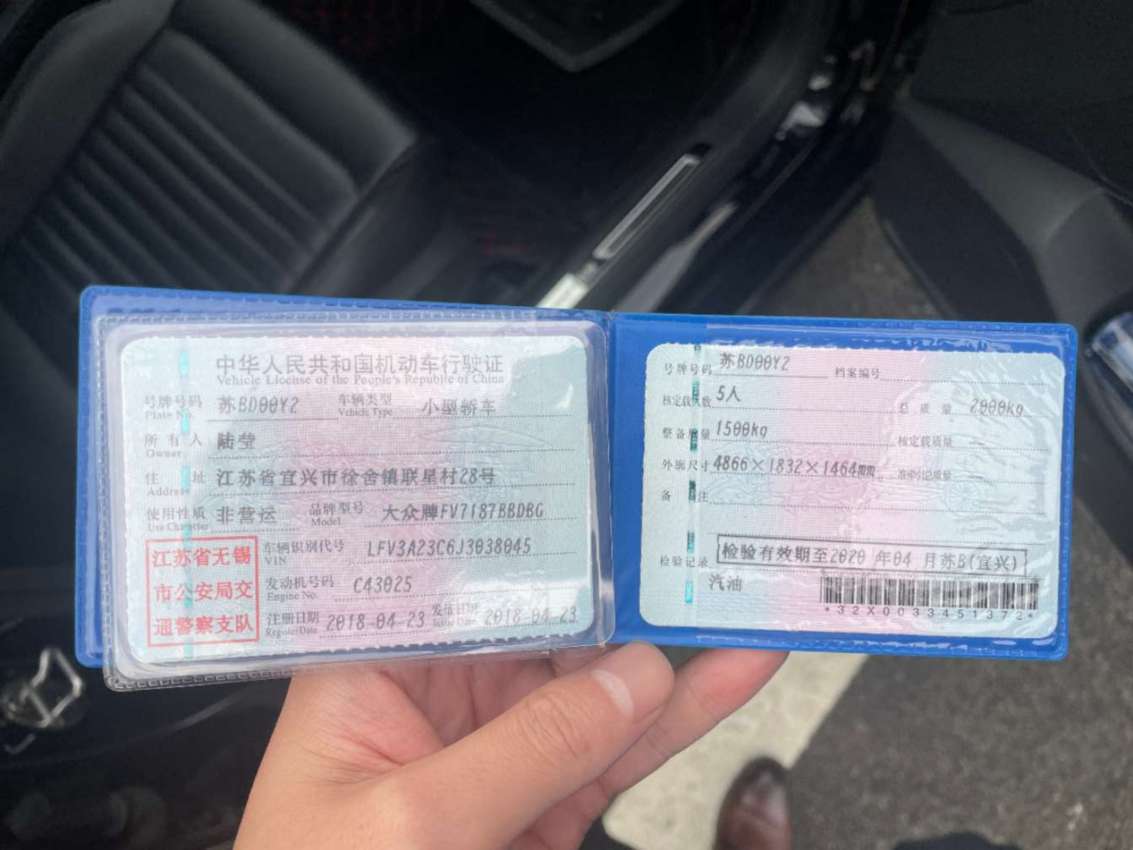 中华人民共和国机动车行驶证
Vehicle License of the People's Republic of China
号牌号码 苏BD00Y2 车辆类型 小型轿车
Plate No. Vehicle Type
所有人 陆莹
Owner
住址 江苏省宜兴市徐舍镇联星村28号
Address
使用性质 非营运 品牌型号 大众牌FV7187BBDBG
Use Character Model
江苏省无锡
市公安局交
通警察支队
车辆识别代号 LFV3A23C6J3038045
VIN
发动机号码 C43025
Engine No.
注册日期 2018-04-23 发证日期 2018-04-23
Register Date Issue Date
号牌号码 苏BD00Y2 档案编号
核定载人数 5人 总质量 2000kg
整备质量 1500kg 核定载质量
外廓尺寸 4866×1832×1464mm 准牵引总质量
备注
检验记录 检验有效期至2020年04月苏B(宜兴)
汽油
*32X0033451372*